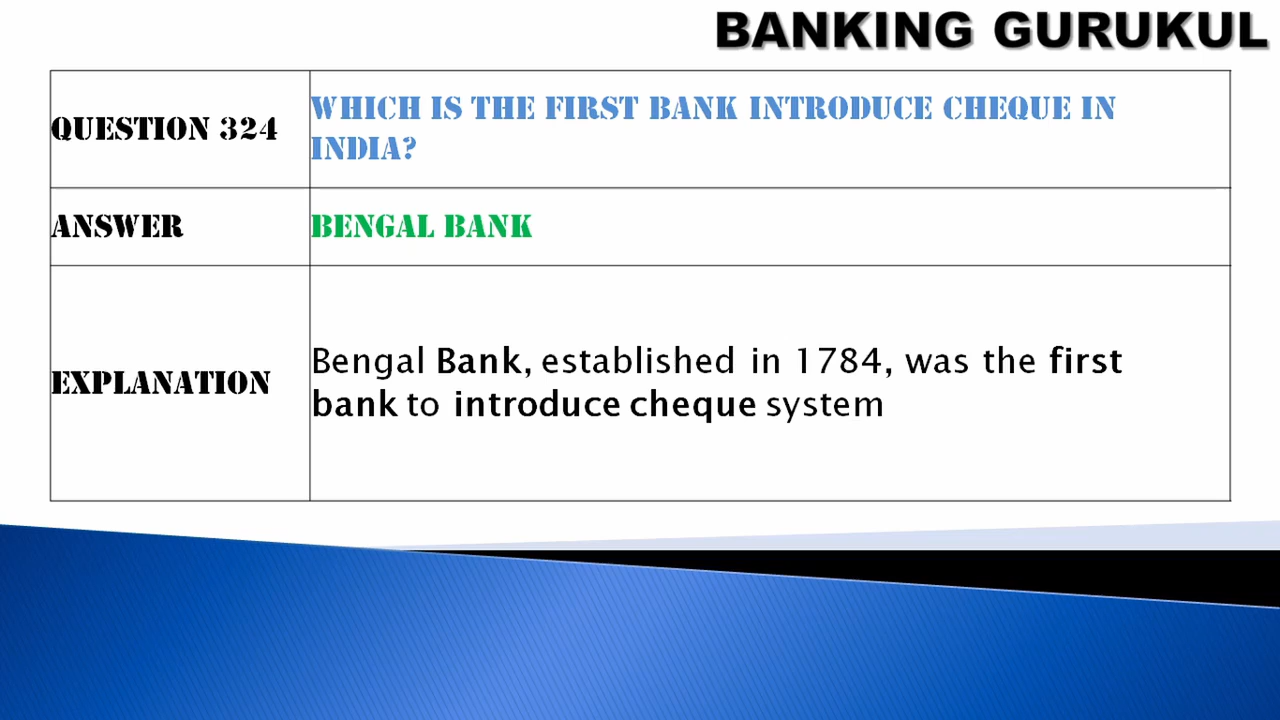 BANKING GURUKUL
QUESTION 324
WHICH IS THE FIRST BANK INTRODUCE CHEQUE IN
INDIA?
ANSWER
BENGAL BANK
EXPLANATION
Bengal Bank, established in 1784, was the first
bank to introduce cheque system